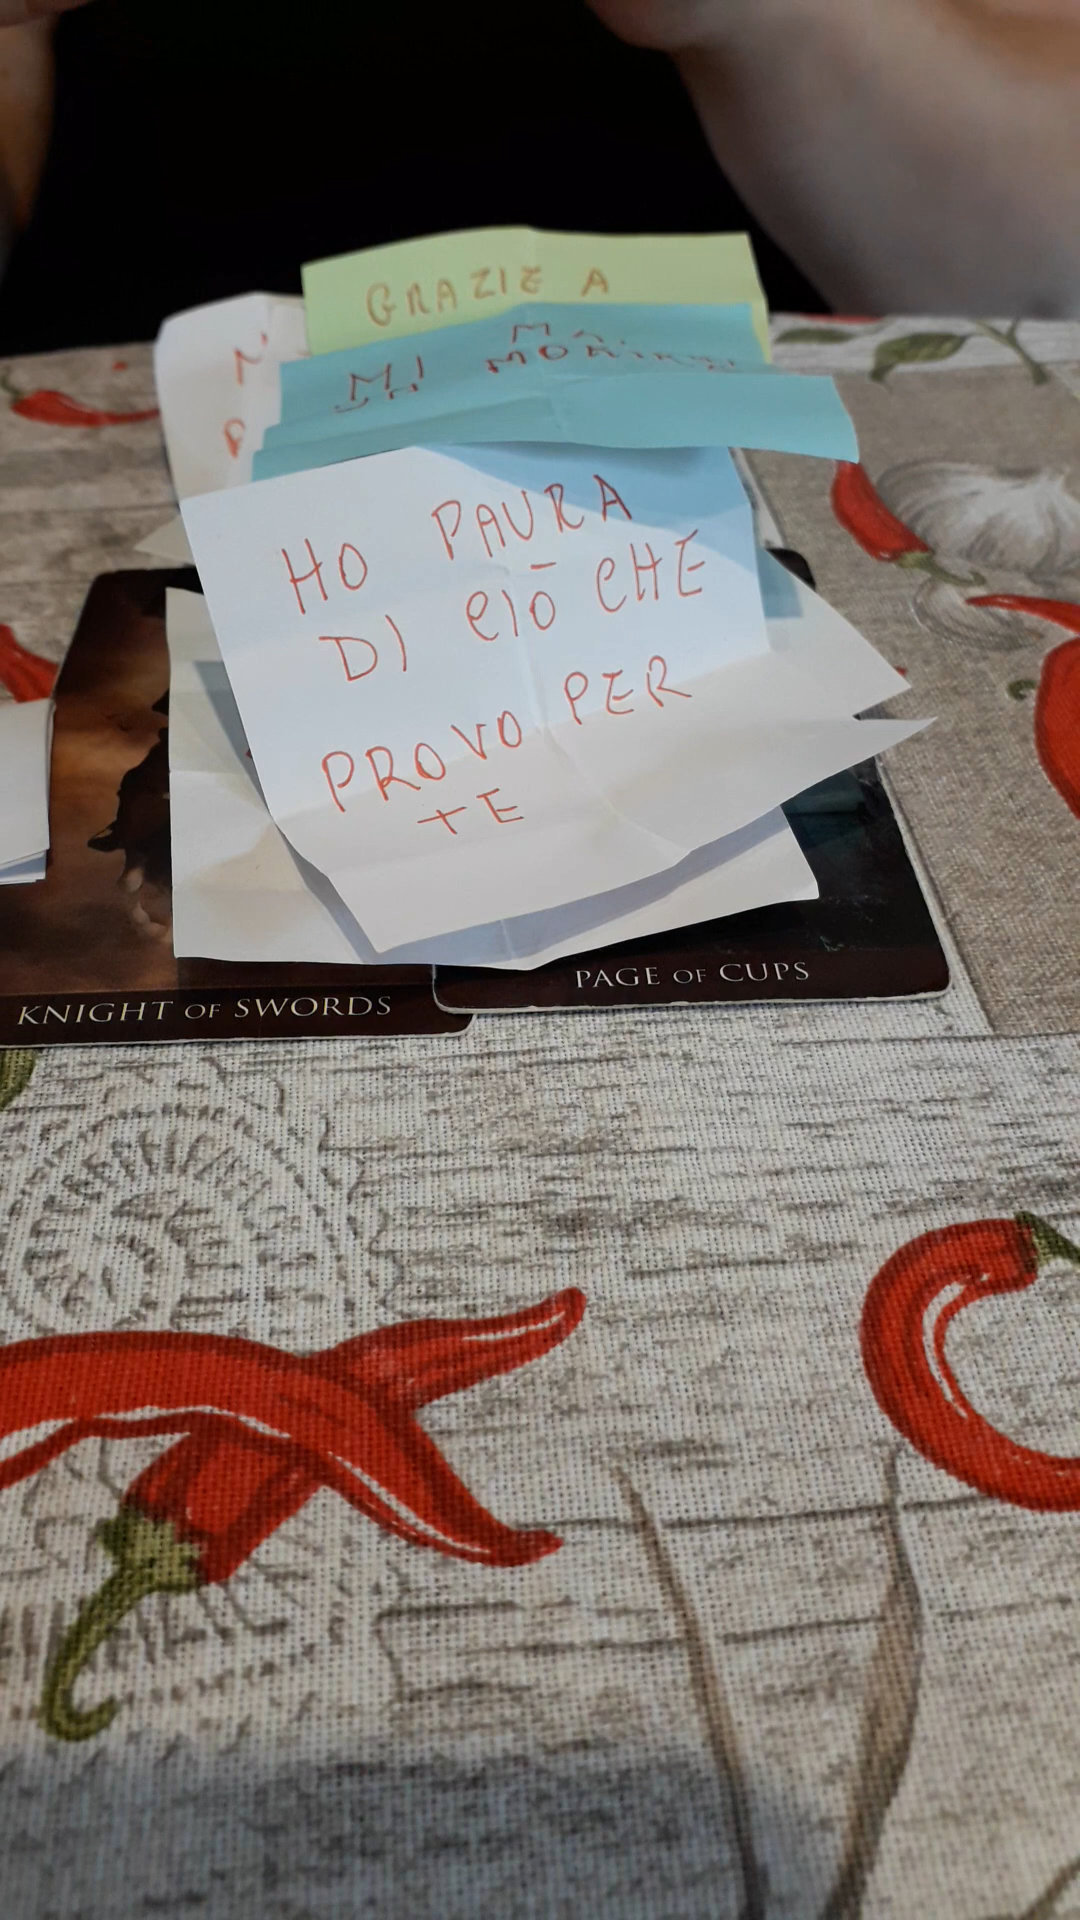 GRAZIE A
MI
HO PAURA
DI CIÒ CHE
PROVO PER
TE
KNIGHT OF SWORDS
PAGE OF CUPS